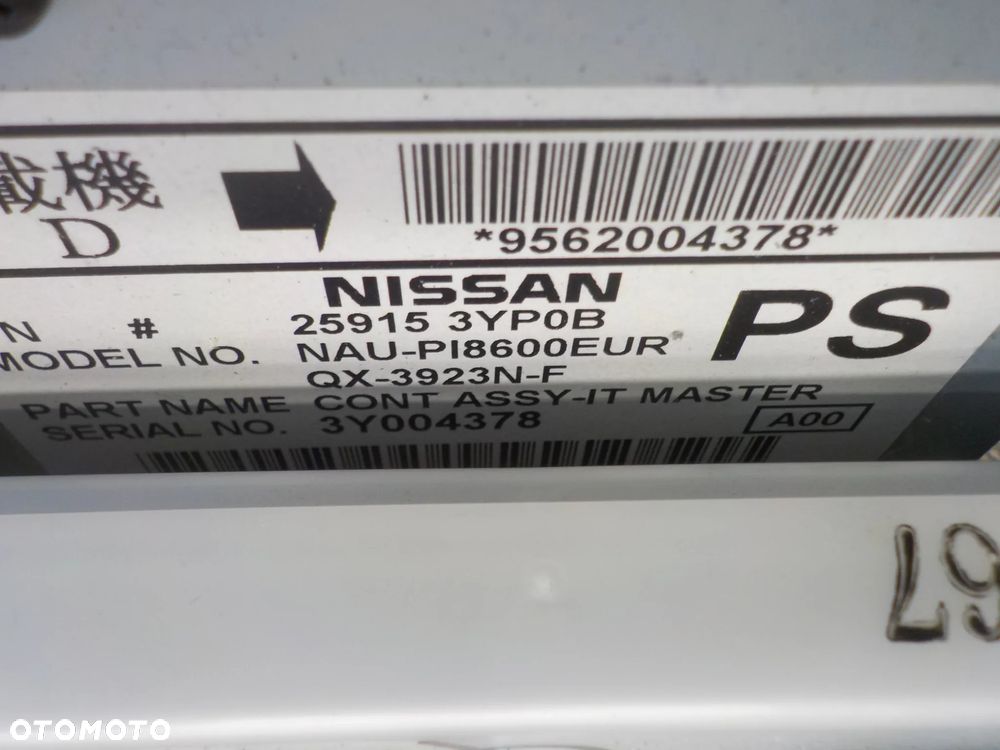 載機
D
*9562004378*
NISSAN
N # 25915 3YP0B
MODEL NO. NAU-PI8600EUR
PS
QX-3923N-F
PART NAME CONT ASSY-IT MASTER
SERIAL NO. 3Y004378
A00
67
OTOMOTO